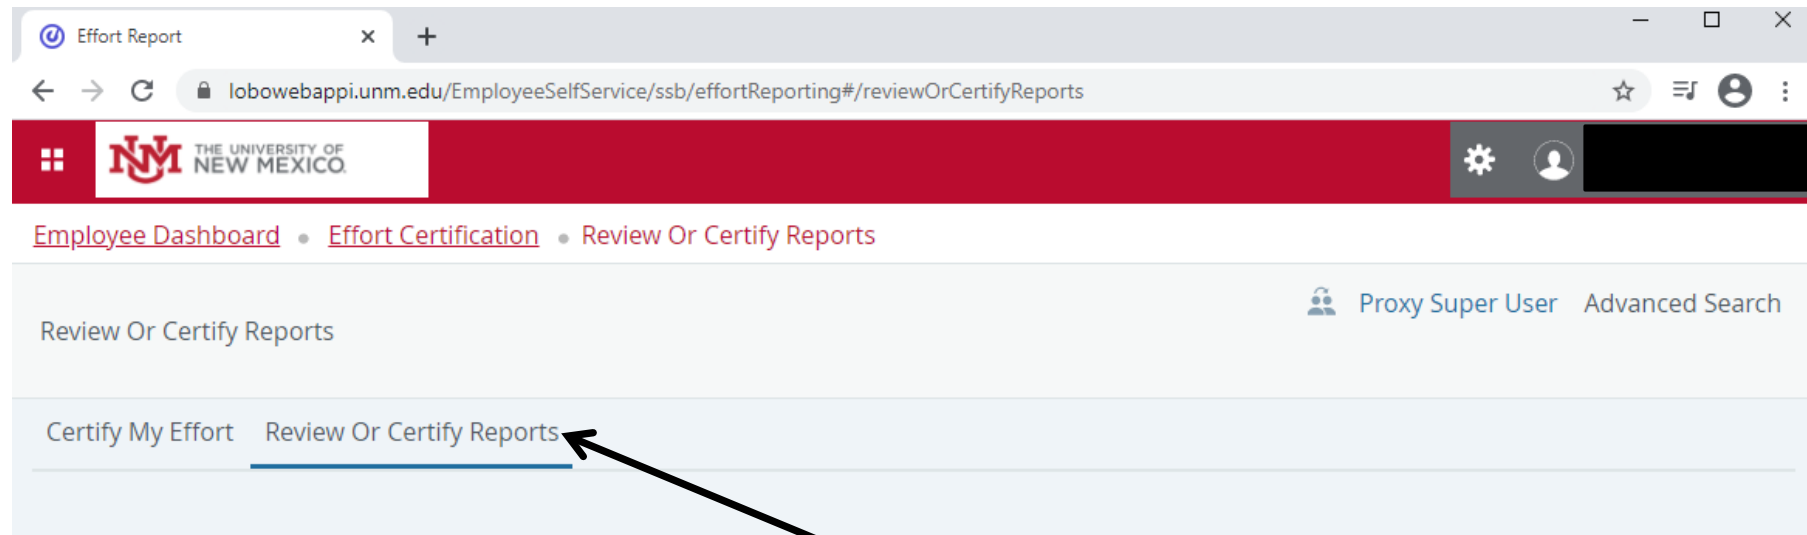 Effort Report
lobowebappi.unm.edu/EmployeeSelfService/ssb/effortReporting#/reviewOrCertifyReports
NM THE UNIVERSITY OF
NEW MEXICO.
Employee Dashboard • Effort Certification • Review Or Certify Reports
Proxy Super User Advanced Search
Review Or Certify Reports
Certify My Effort Review Or Certify Reports